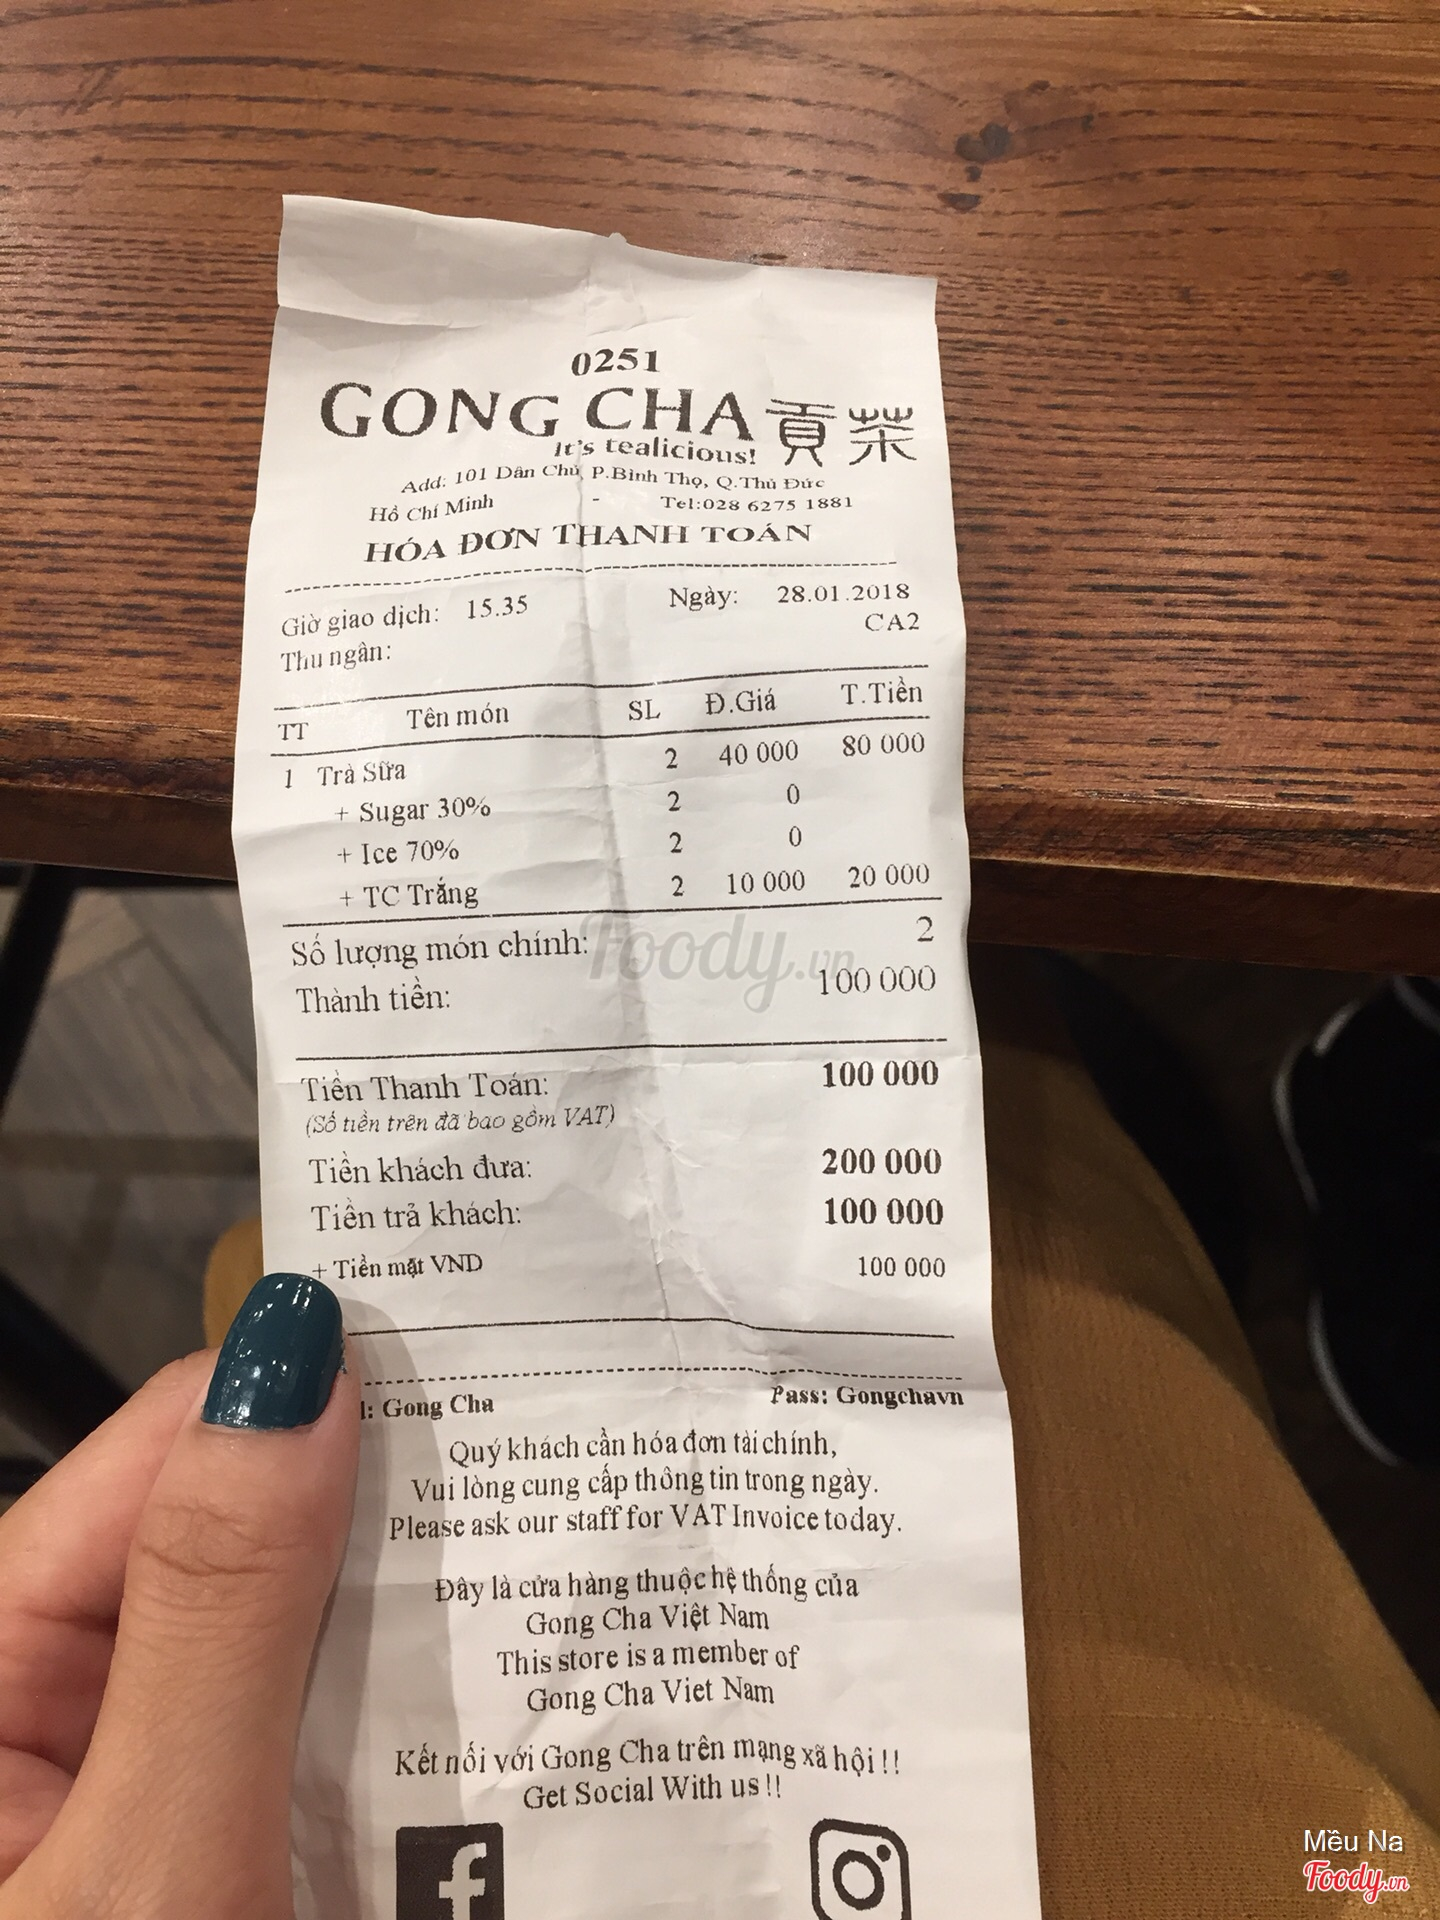 0251
GONG CHA 貢茶
It's tealicious!
Add: 101 Dân Chủ, P.Bình Thọ, Q.Thủ Đức
Hồ Chí Minh - Tel:028 6275 1881
HÓA ĐƠN THANH TOÁN
Giờ giao dịch: 15.35 Ngày: 28.01.2018
Thu ngân: CA2
TT Tên món SL Đ.Giá T.Tiền
1 Trà Sữa 2 40 000 80 000
+ Sugar 30% 2 0
+ Ice 70% 2 0
+ TC Trắng 2 10 000 20 000
Số lượng món chính: 2
Foody.vn
Thành tiền: 100 000
Tiền Thanh Toán: 100 000
(Số tiền trên đã bao gồm VAT)
Tiền khách đưa: 200 000
Tiền trả khách: 100 000
+ Tiền mặt VND 100 000
: Gong Cha Pass: Gongchavn
Quý khách cần hóa đơn tài chính,
Vui lòng cung cấp thông tin trong ngày.
Please ask our staff for VAT Invoice today.
Đây là cửa hàng thuộc hệ thống của
Gong Cha Việt Nam
This store is a member of
Gong Cha Viet Nam
Kết nối với Gong Cha trên mạng xã hội !!
Get Social With us !!
Mều Na
Foody.vn